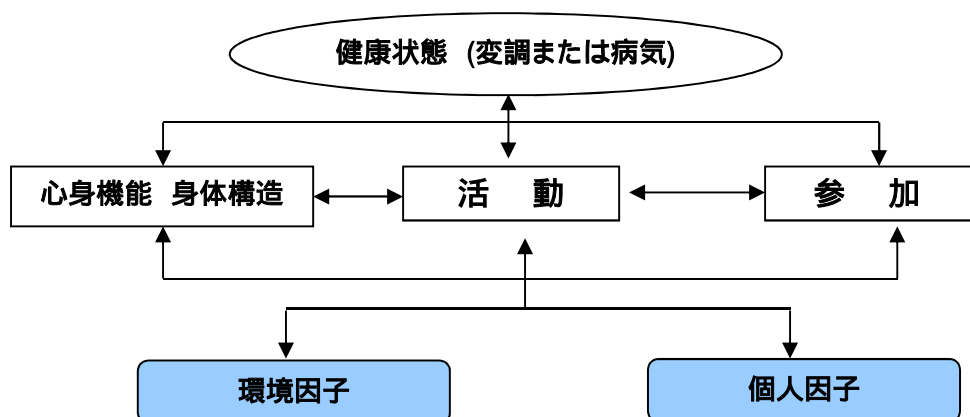 健康状態 (変調または病気)
心身機能 身体構造
活 動
参 加
環境因子
個人因子